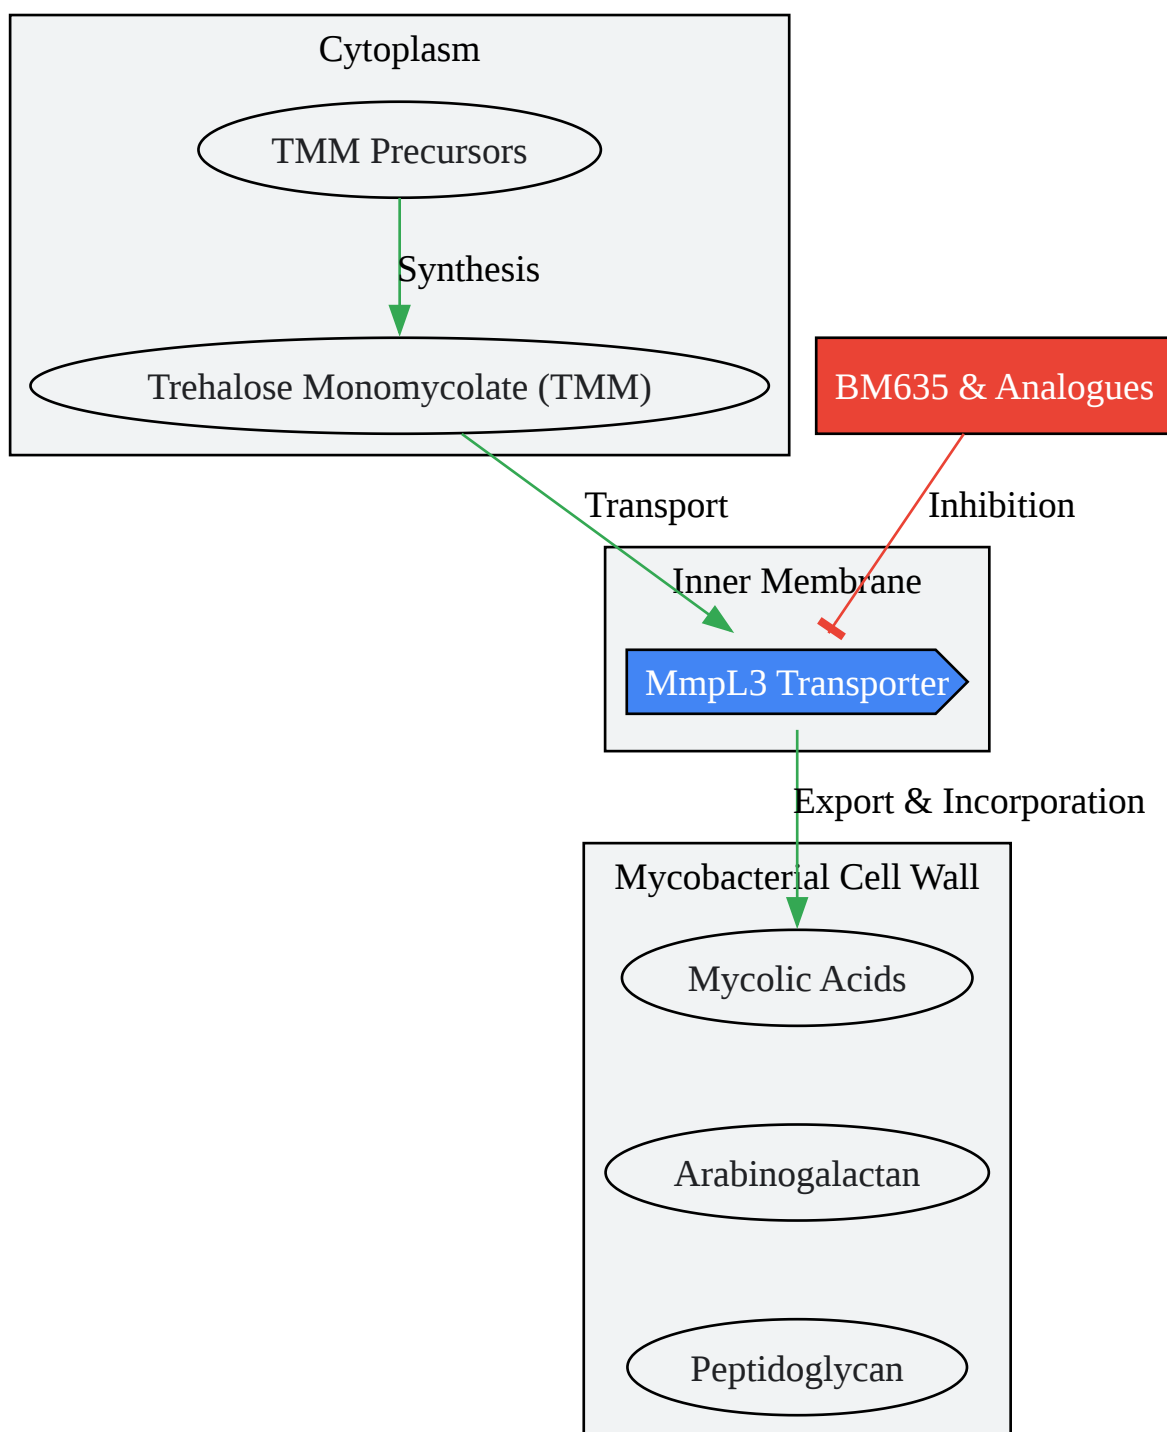 Cytoplasm
TMM Precursors
Synthesis
Trehalose Monomycolate (TMM)
BM635 & Analogues
Transport
Inhibition
Inner Membrane
MmpL3 Transporter
Export & Incorporation
Mycobacterial Cell Wall
Mycolic Acids
Arabinogalactan
Peptidoglycan